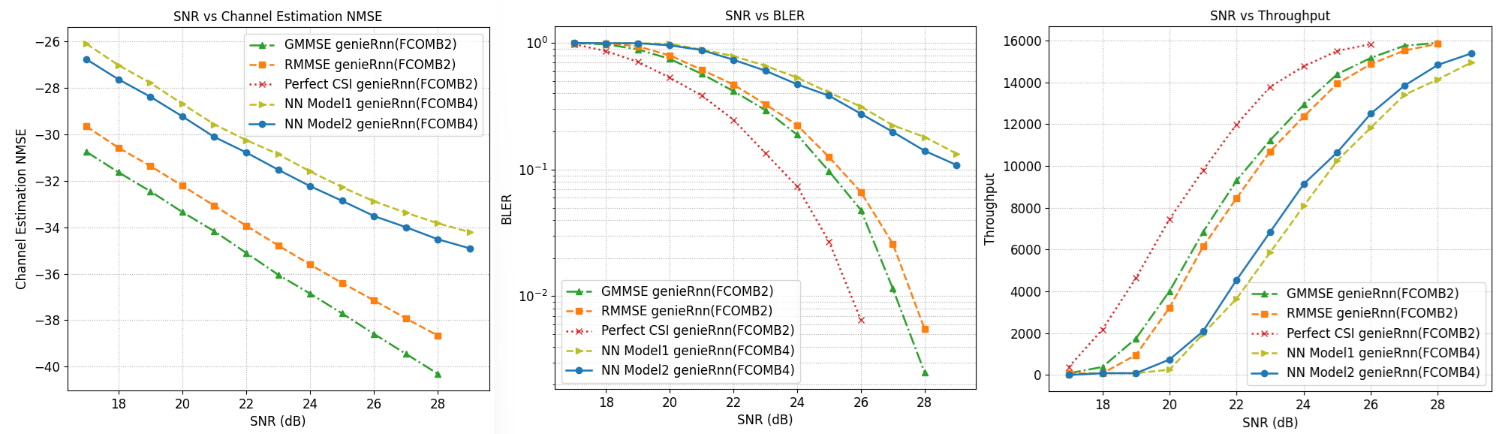 SNR vs Channel Estimation NMSE
−26
−28
−30
−32
−34
−36
−38
−40
Channel Estimation NMSE
GMMSE genieRnn(FCOMB2)
RMMSE genieRnn(FCOMB2)
Perfect CSI genieRnn(FCOMB2)
NN Model1 genieRnn(FCOMB4)
NN Model2 genieRnn(FCOMB4)
18 20 22 24 26 28
SNR (dB)
SNR vs BLER
10⁰
10⁻¹
10⁻²
BLER
GMMSE genieRnn(FCOMB2)
RMMSE genieRnn(FCOMB2)
Perfect CSI genieRnn(FCOMB2)
NN Model1 genieRnn(FCOMB4)
NN Model2 genieRnn(FCOMB4)
18 20 22 24 26 28
SNR (dB)
SNR vs Throughput
16000
14000
12000
10000
8000
6000
4000
2000
0
Throughput
GMMSE genieRnn(FCOMB2)
RMMSE genieRnn(FCOMB2)
Perfect CSI genieRnn(FCOMB2)
NN Model1 genieRnn(FCOMB4)
NN Model2 genieRnn(FCOMB4)
18 20 22 24 26 28
SNR (dB)